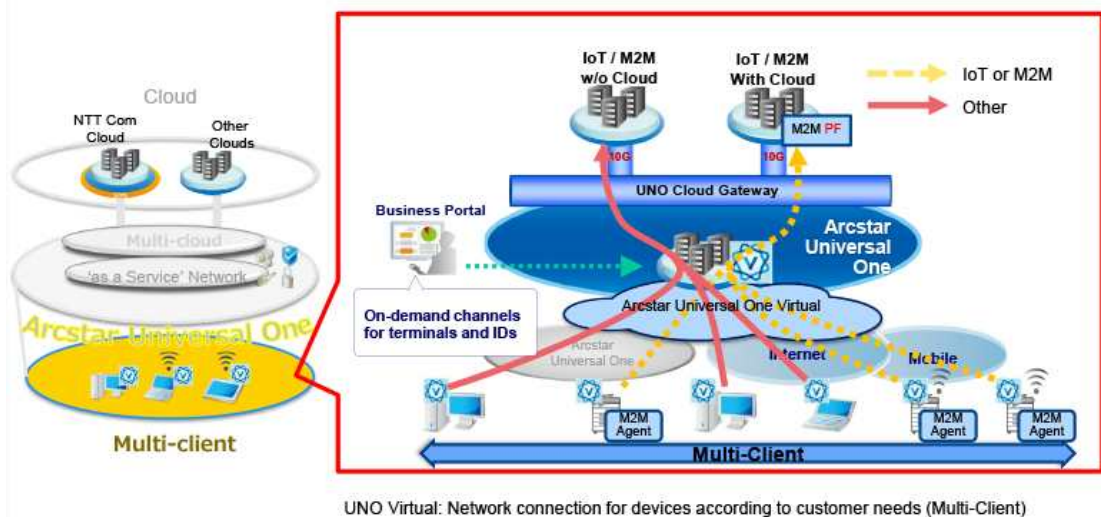 Cloud
NTT Com
Cloud
Other
Clouds
Multi-cloud
'as a Service' Network
Arcstar Universal One
Multi-client
IoT / M2M
w/o Cloud
IoT / M2M
With Cloud
IoT or M2M
Other
M2M PF
10G
10G
UNO Cloud Gateway
Business Portal
Arcstar
Universal
One
On-demand channels
for terminals and IDs
Arcstar Universal One Virtual
Arcstar
Universal One
Internet
Mobile
M2M
Agent
M2M
Agent
M2M
Agent
Multi-Client
UNO Virtual: Network connection for devices according to customer needs (Multi-Client)